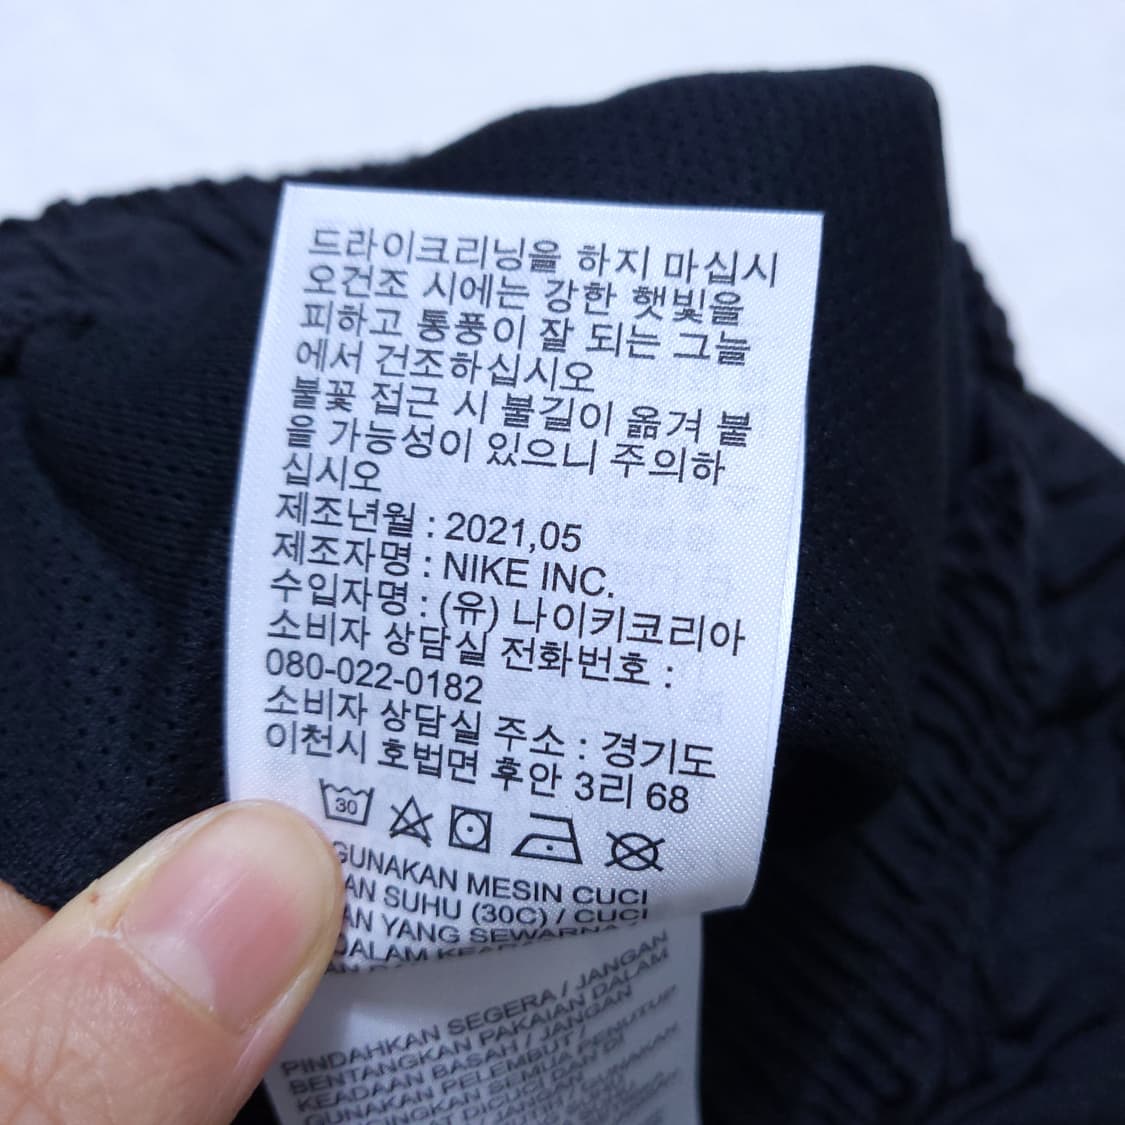 드라이크리닝을 하지 마십시
오건조 시에는 강한 햇빛을
피하고 통풍이 잘 되는 그늘
에서 건조하십시오
불꽃 접근 시 불길이 옮겨 붙
을 가능성이 있으니 주의하
십시오
제조년월 : 2021,05
제조자명 : NIKE INC.
수입자명 : (유) 나이키코리아
소비자 상담실 전화번호 :
080-022-0182
소비자 상담실 주소 : 경기도
이천시 호법면 후안 3리 68
30
GUNAKAN MESIN CUCI
SUHU (30C) / CUCI
YANG SEWARNA /
DALAM KEADAAN
PINDAHKAN SEGERA / JANGAN
BENTANGKAN PAKAIAN DALAM
KEADAAN BASAH / JANGAN
GUNAKAN PELEMBUT / PENUTUP
SEMUA
DICUCI DAN DI
GUNAKAN